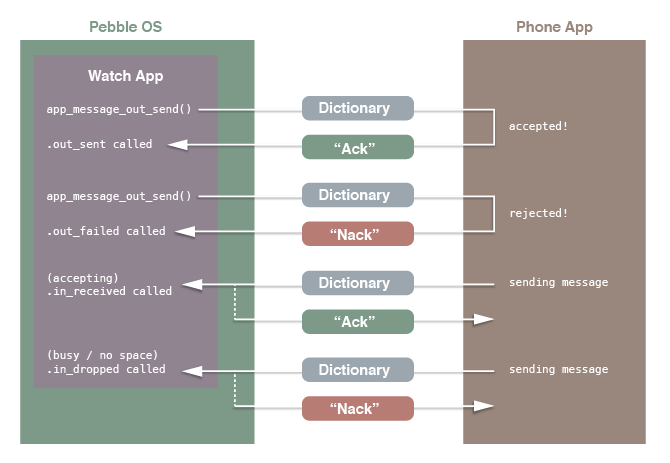 Pebble OS
Phone App
Watch App
app_message_out_send()
Dictionary
accepted!
.out_sent called
“Ack”
app_message_out_send()
Dictionary
rejected!
.out_failed called
“Nack”
(accepting)
.in_received called
Dictionary
sending message
“Ack”
(busy / no space)
.in_dropped called
Dictionary
sending message
“Nack”